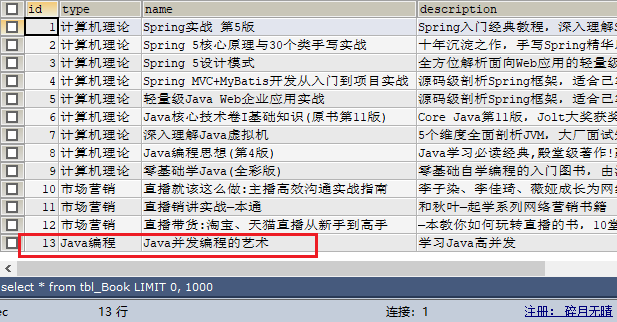 id type name description
1 计算机理论 Spring实战 第5版 Spring入门经典教程，深入理解S
2 计算机理论 Spring 5核心原理与30个类手写实战 十年沉淀之作，手写Spring精华
3 计算机理论 Spring 5设计模式 全方位解析面向Web应用的轻量级
4 计算机理论 Spring MVC+MyBatis开发从入门到项目实战 源码级剖析Spring框架，适合已
5 计算机理论 轻量级Java Web企业应用实战 源码级剖析Spring框架，适合已
6 计算机理论 Java核心技术卷I基础知识(原书第11版) Core Java第11版，Jolt大奖获
7 计算机理论 深入理解Java虚拟机 5个维度全面剖析JVM，大厂面试
8 计算机理论 Java编程思想(第4版) Java学习必读经典,殿堂级著作!
9 计算机理论 零基础学Java(全彩版) 零基础自学编程的入门图书，由
10 市场营销 直播就该这么做:主播高效沟通实战指南 李子柒、李佳琦、薇娅成长为网
11 市场营销 直播销讲实战一本通 和秋叶一起学系列网络营销书籍
12 市场营销 直播带货:淘宝、天猫直播从新手到高手 一本教你如何玩转直播的书，10堂
13 Java编程 Java并发编程的艺术 学习Java高并发
select * from tbl_Book LIMIT 0, 1000
ec 13 行 连接: 1 注册: 碎月无晴